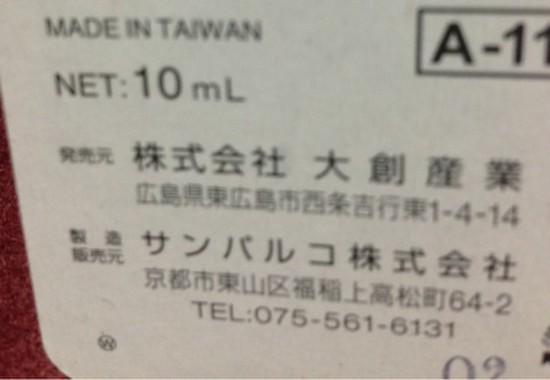 MADE IN TAIWAN
A-11
NET: 10 mL
発売元 株式会社 大創産業
広島県東広島市西条吉行東1-4-14
製造
販売元 サンパルコ株式会社
京都市東山区福稲上高松町64-2
TEL:075-561-6131
02